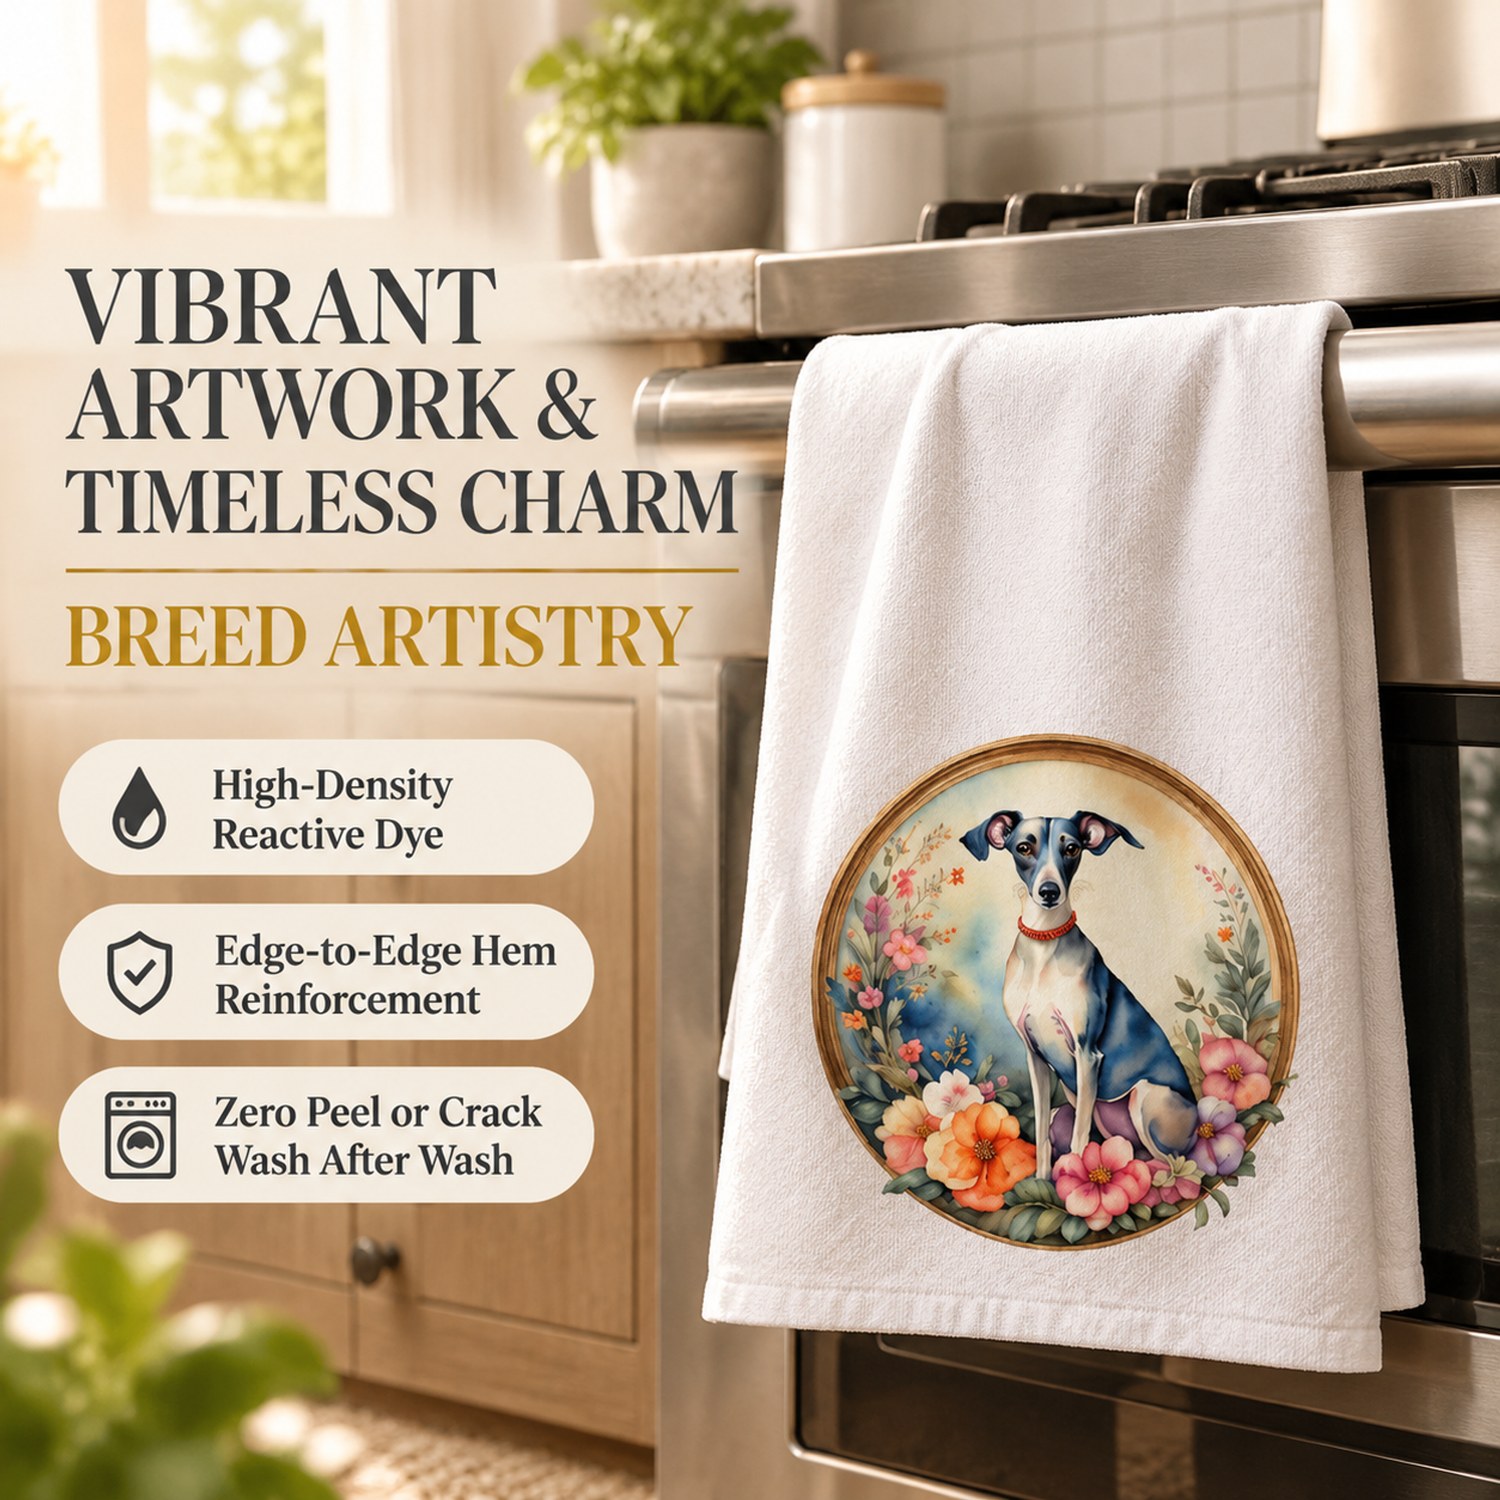 VIBRANT
ARTWORK &
TIMELESS CHARM
BREED ARTISTRY
High-Density
Reactive Dye
Edge-to-Edge Hem
Reinforcement
Zero Peel or Crack
Wash After Wash